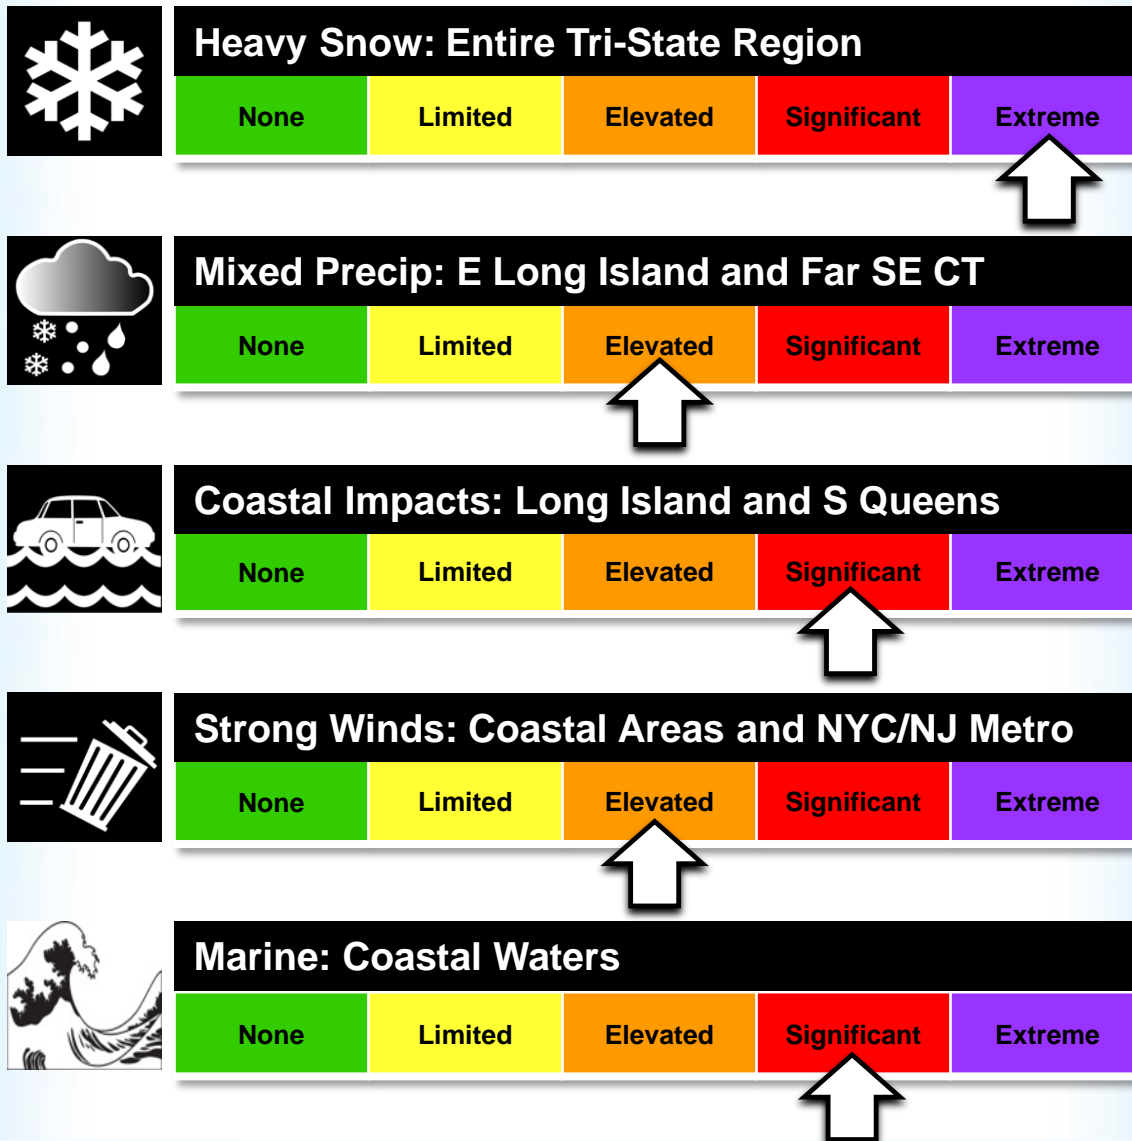 Heavy Snow: Entire Tri-State Region
None Limited Elevated Significant Extreme
Mixed Precip: E Long Island and Far SE CT
None Limited Elevated Significant Extreme
Coastal Impacts: Long Island and S Queens
None Limited Elevated Significant Extreme
Strong Winds: Coastal Areas and NYC/NJ Metro
None Limited Elevated Significant Extreme
Marine: Coastal Waters
None Limited Elevated Significant Extreme